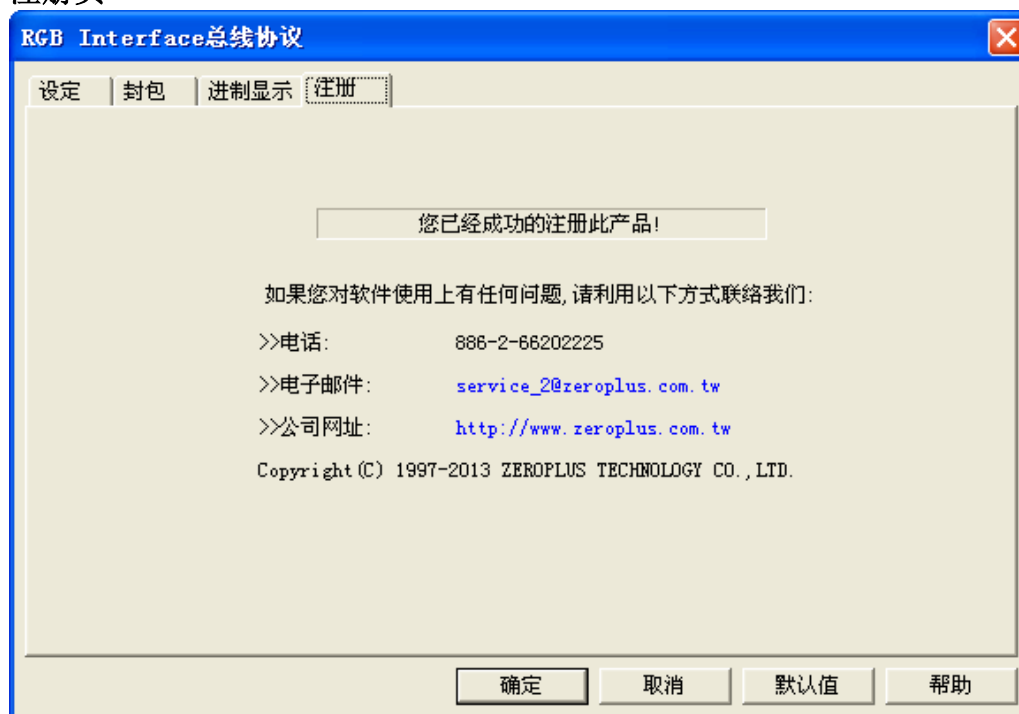 注册页
RGB Interface总线协议
设定 封包 进制显示 注册
您已经成功的注册此产品!
如果您对软件使用上有任何问题,请利用以下方式联络我们:
>>电话: 886-2-66202225
>>电子邮件: service_2@zeroplus.com.tw
>>公司网址: http://www.zeroplus.com.tw
Copyright(C) 1997-2013 ZEROPLUS TECHNOLOGY CO.,LTD.
确定 取消 默认值 帮助